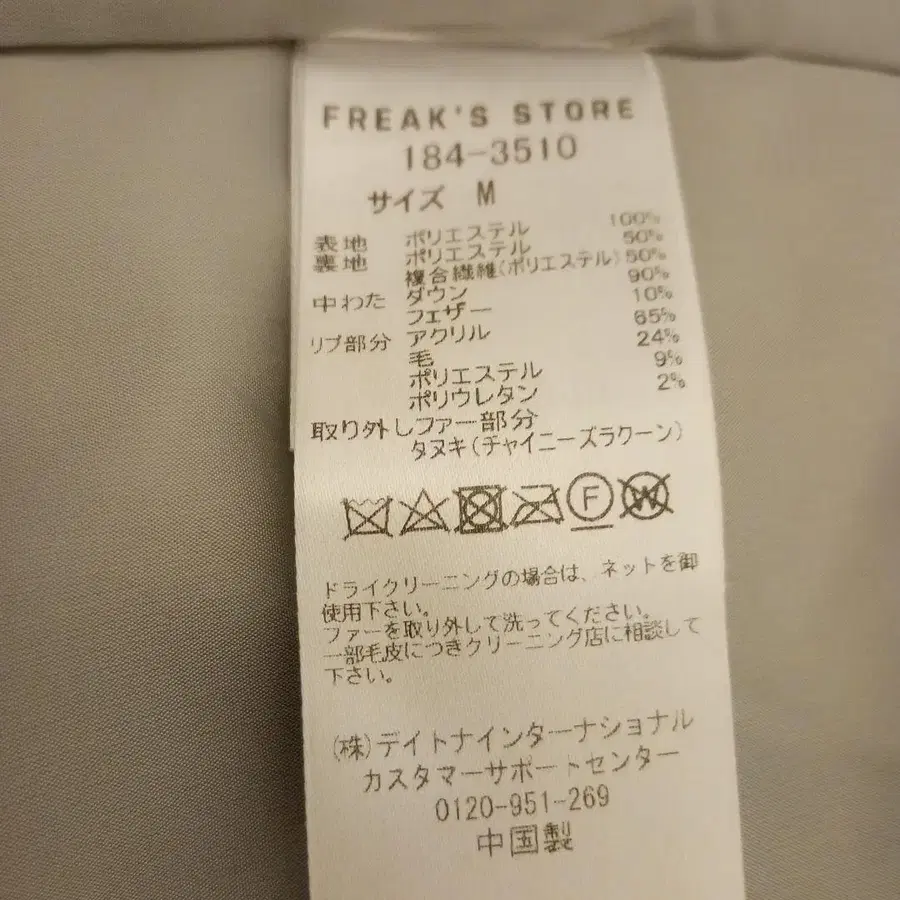 FREAK'S STORE
184-3510
サイズ M
表地 ポリエステル 100%
裏地 ポリエステル 50%
複合繊維(ポリエステル) 50%
中わた ダウン 90%
フェザー 10%
リブ部分 アクリル 65%
毛 24%
ポリエステル 9%
ポリウレタン 2%
取り外しファー部分
タヌキ(チャイニーズラクーン)
F W
ドライクリーニングの場合は、ネットを御
使用下さい。
ファーを取り外して洗ってください。
一部毛皮につきクリーニング店に相談して
下さい。
(株)デイトナインターナショナル
カスタマーサポートセンター
0120-951-269
中国製